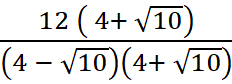 12 ( 4+ √10)
(4 − √10)(4+ √10)